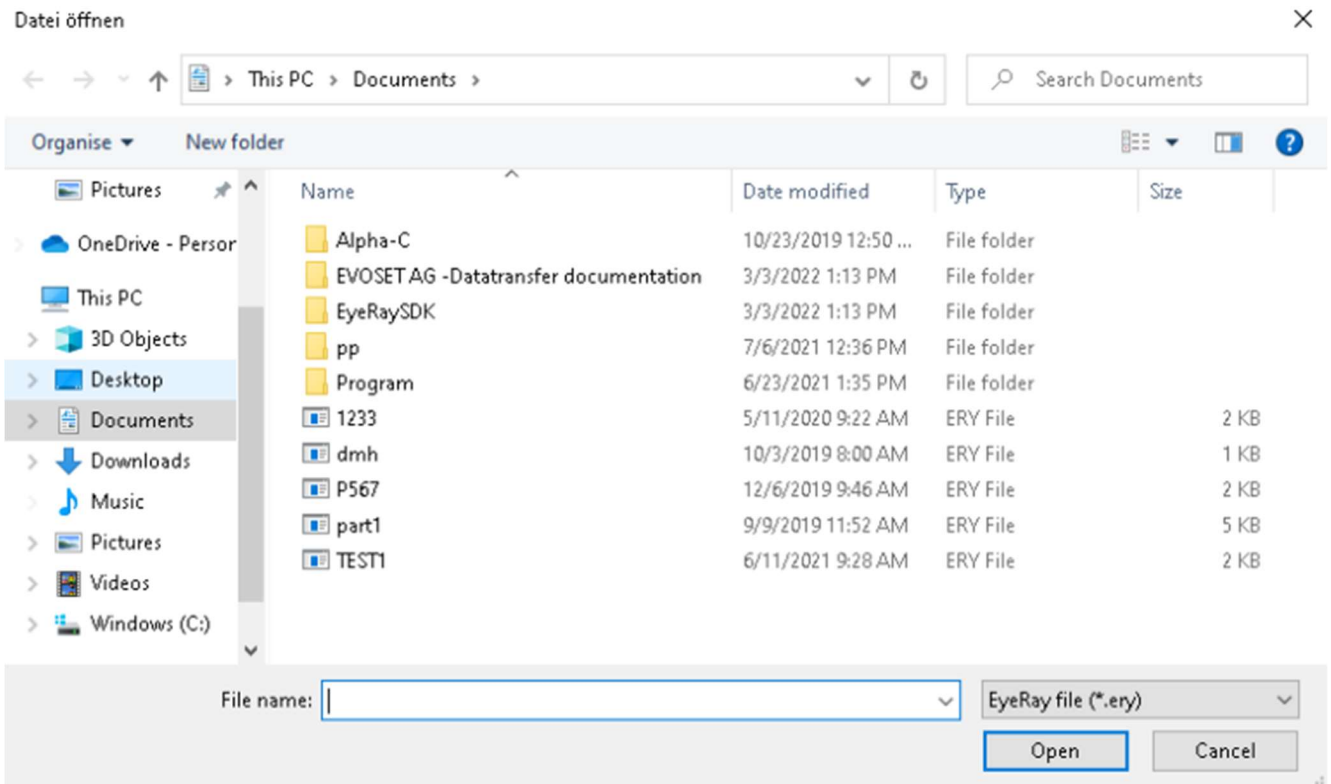 Datei öffnen
This PC > Documents >
Search Documents
Organise
New folder
Pictures
OneDrive - Persor
This PC
3D Objects
Desktop
Documents
Downloads
Music
Pictures
Videos
Windows (C:)
Name Date modified Type Size
Alpha-C 10/23/2019 12:50 ... File folder
EVOSET AG -Datatransfer documentation 3/3/2022 1:13 PM File folder
EyeRaySDK 3/3/2022 1:13 PM File folder
pp 7/6/2021 12:36 PM File folder
Program 6/23/2021 1:35 PM File folder
1233 5/11/2020 9:22 AM ERY File 2 KB
dmh 10/3/2019 8:00 AM ERY File 1 KB
P567 12/6/2019 9:46 AM ERY File 2 KB
part1 9/9/2019 11:52 AM ERY File 5 KB
TEST1 6/11/2021 9:28 AM ERY File 2 KB
File name:
EyeRay file (*.ery)
Open
Cancel